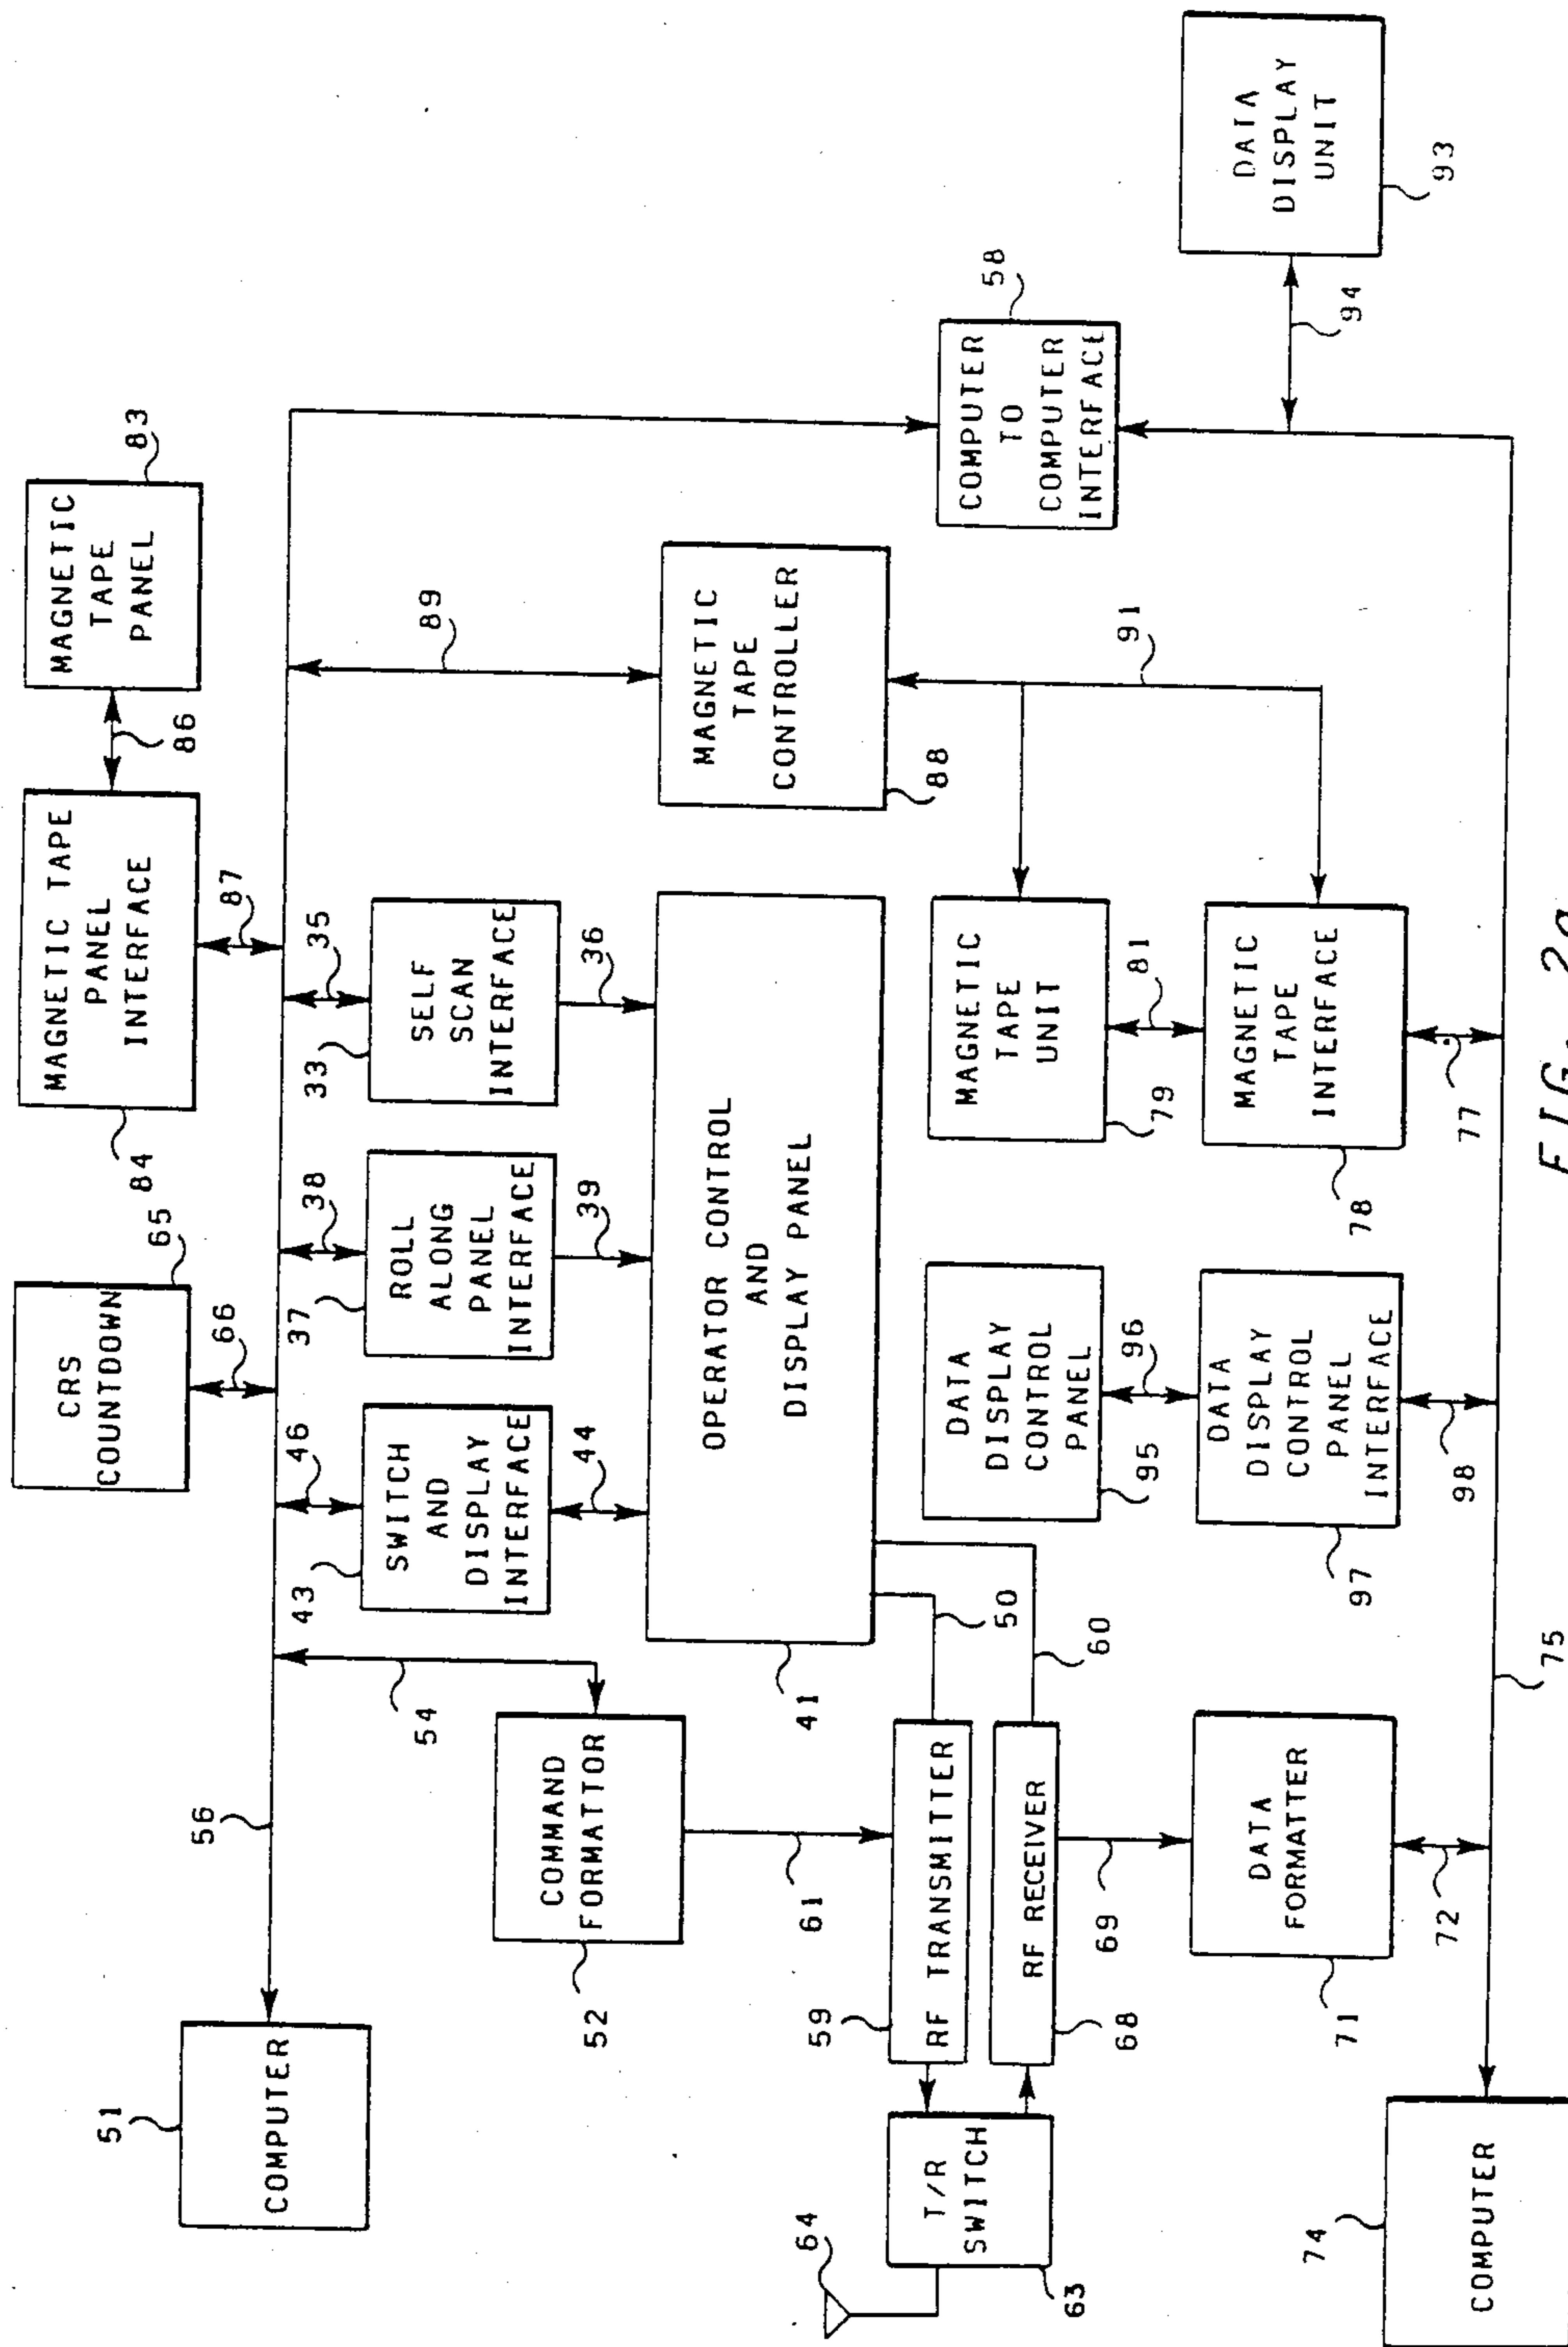 51
COMPUTER
56
54
COMMAND
FORMATTOR
52
61
CRS
COUNTDOWN
65
66
46
43
SWITCH
AND
DISPLAY
INTERFACE
44
38
37
ROLL
ALONG
PANEL
INTERFACE
39
35
33
SELF
SCAN
INTERFACE
36
MAGNETIC TAPE
PANEL
INTERFACE
84
87
86
MAGNETIC
TAPE
PANEL
83
89
MAGNETIC
TAPE
CONTROLLER
88
91
COMPUTER
TO
COMPUTER
INTERFACE
58
DATA
DISPLAY
UNIT
93
94
OPERATOR CONTROL
AND
DISPLAY PANEL
41
50
60
59
RF TRANSMITTER
RF RECEIVER
68
69
T/R
SWITCH
63
64
DATA
FORMATTER
71
72
DATA
DISPLAY
CONTROL
PANEL
95
96
DATA
DISPLAY
CONTROL
PANEL
INTERFACE
97
98
MAGNETIC
TAPE
UNIT
79
81
MAGNETIC
TAPE
INTERFACE
78
77
75
74
COMPUTER
FIG. 2a